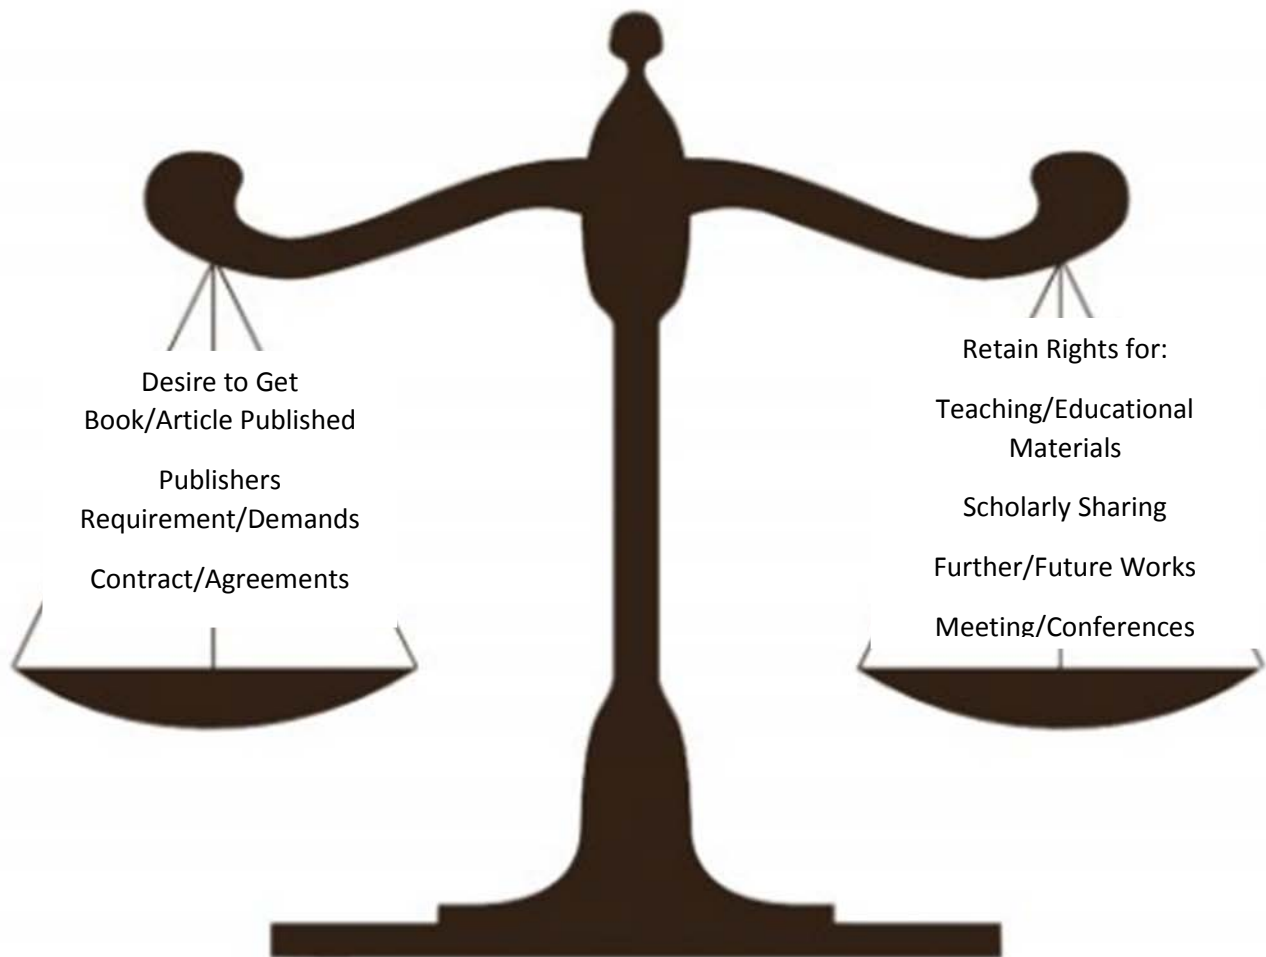 Desire to Get
Book/Article Published
Publishers
Requirement/Demands
Contract/Agreements
Retain Rights for:
Teaching/Educational
Materials
Scholarly Sharing
Further/Future Works
Meeting/Conferences